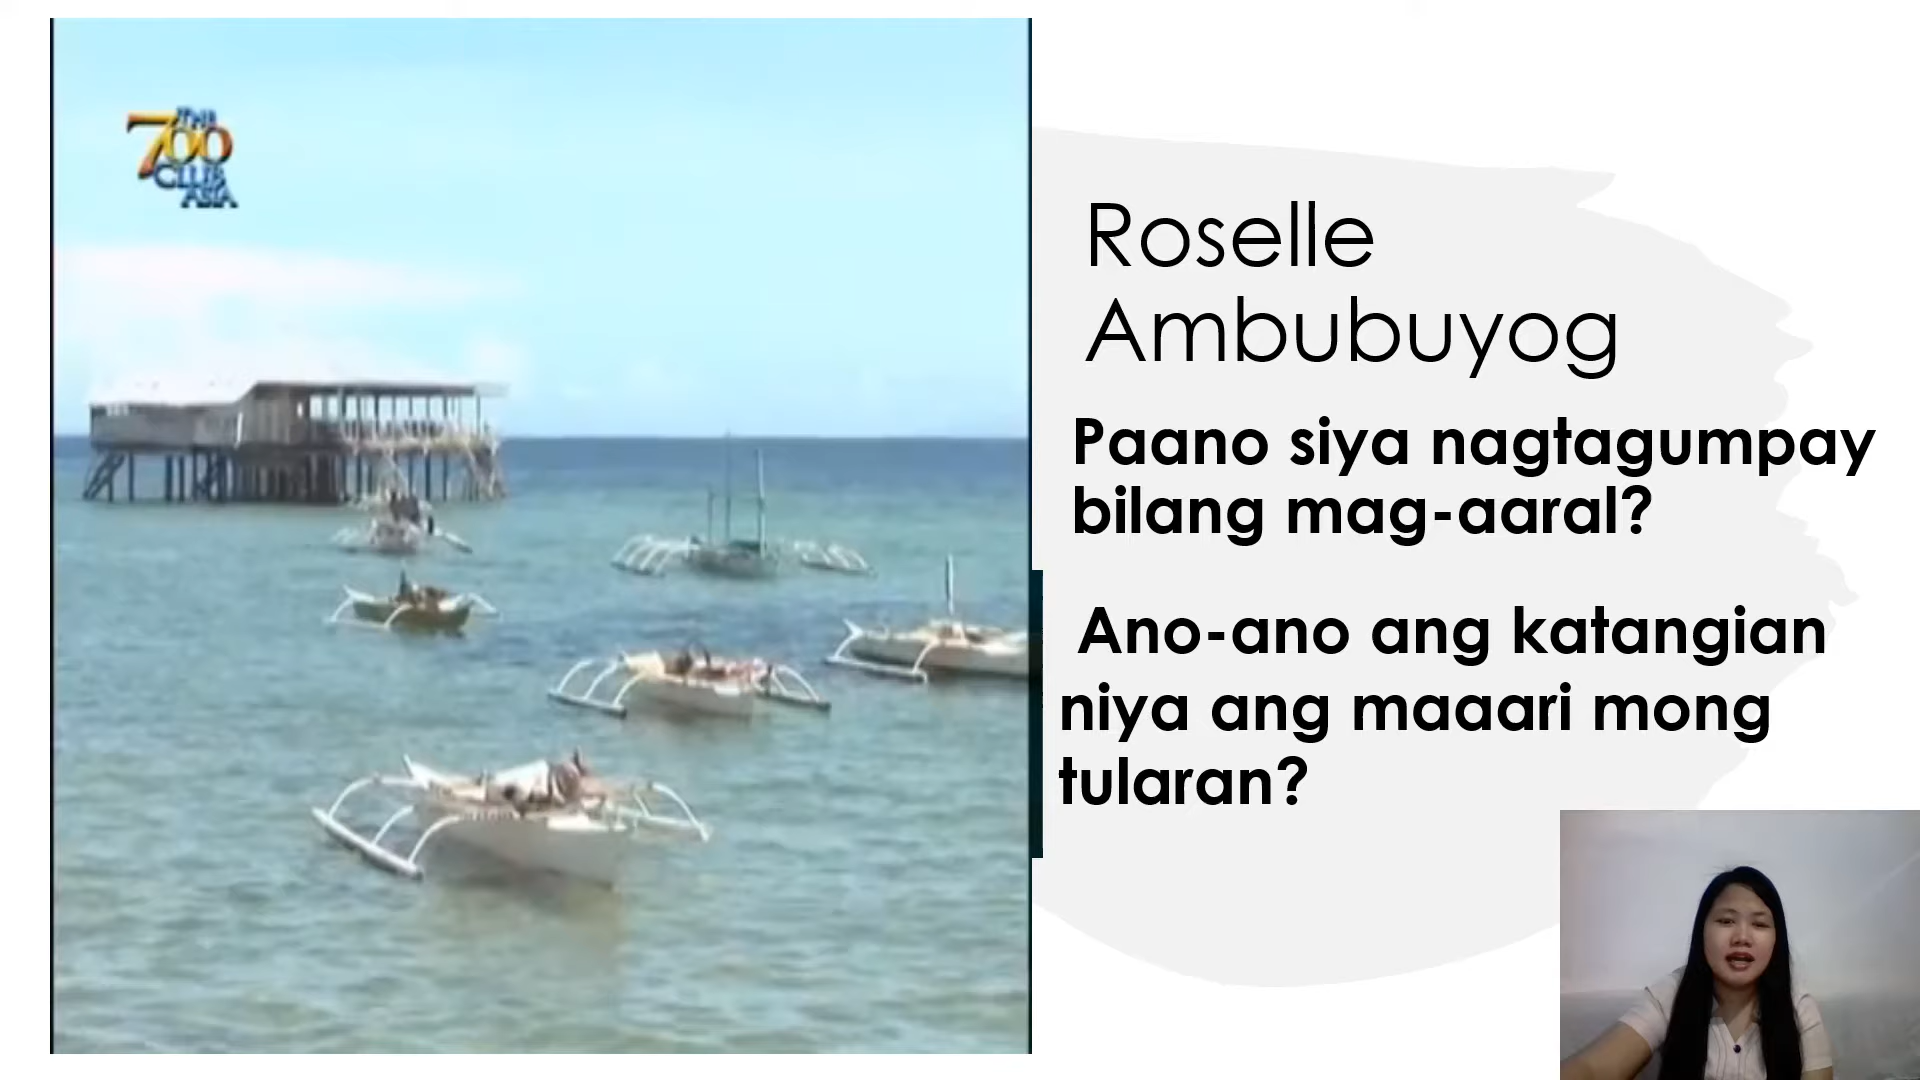 THE
700
CLUB
ASIA
Roselle
Ambubuyog
Paano siya nagtagumpay
bilang mag-aaral?
Ano-ano ang katangian
niya ang maaari mong
tularan?